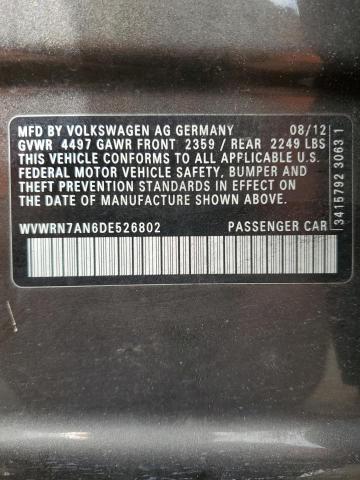 MFD BY VOLKSWAGEN AG GERMANY 08/12
GVWR 4497 GAWR FRONT 2359 / REAR 2249 LBS
THIS VEHICLE CONFORMS TO ALL APPLICABLE U.S.
FEDERAL MOTOR VEHICLE SAFETY, BUMPER AND
THEFT PREVENTION STANDARDS IN EFFECT ON
THE DATE OF MANUFACTURE SHOWN ABOVE.
WVWRN7AN6DE526802 PASSENGER CAR
3415792 3063 1